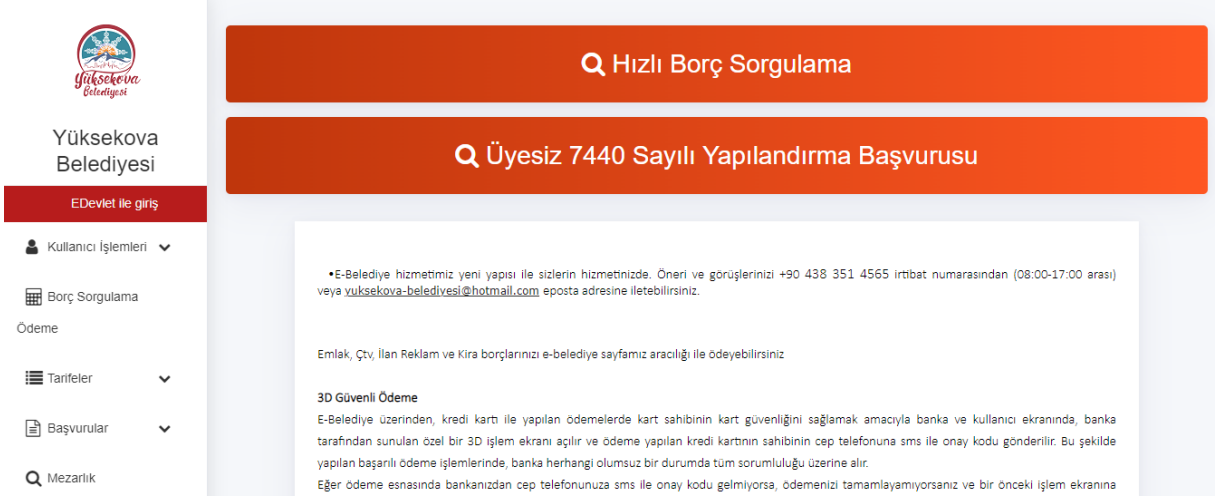 Yüksekova
Belediyesi
Yüksekova
Belediyesi
EDevlet ile giriş
Kullanıcı İşlemleri
Borç Sorgulama
Ödeme
Tarifeler
Başvurular
Mezarlık
Hızlı Borç Sorgulama
Üyesiz 7440 Sayılı Yapılandırma Başvurusu
•E-Belediye hizmetimiz yeni yapısı ile sizlerin hizmetinizde. Öneri ve görüşlerinizi +90 438 351 4565 irtibat numarasından (08:00-17:00 arası)
veya yuksekova-belediyesi@hotmail.com eposta adresine iletebilirsiniz.
Emlak, Çtv, İlan Reklam ve Kira borçlarınızı e-belediye sayfamız aracılığı ile ödeyebilirsiniz
3D Güvenli Ödeme
E-Belediye üzerinden, kredi kartı ile yapılan ödemelerde kart sahibinin kart güvenliğini sağlamak amacıyla banka ve kullanıcı ekranında, banka
tarafından sunulan özel bir 3D işlem ekranı açılır ve ödeme yapılan kredi kartının sahibinin cep telefonuna sms ile onay kodu gönderilir. Bu şekilde
yapılan başarılı ödeme işlemlerinde, banka herhangi olumsuz bir durumda tüm sorumluluğu üzerine alır.
Eğer ödeme esnasında bankanızdan cep telefonunuza sms ile onay kodu gelmiyorsa, ödemenizi tamamlayamıyorsanız ve bir önceki işlem ekranına